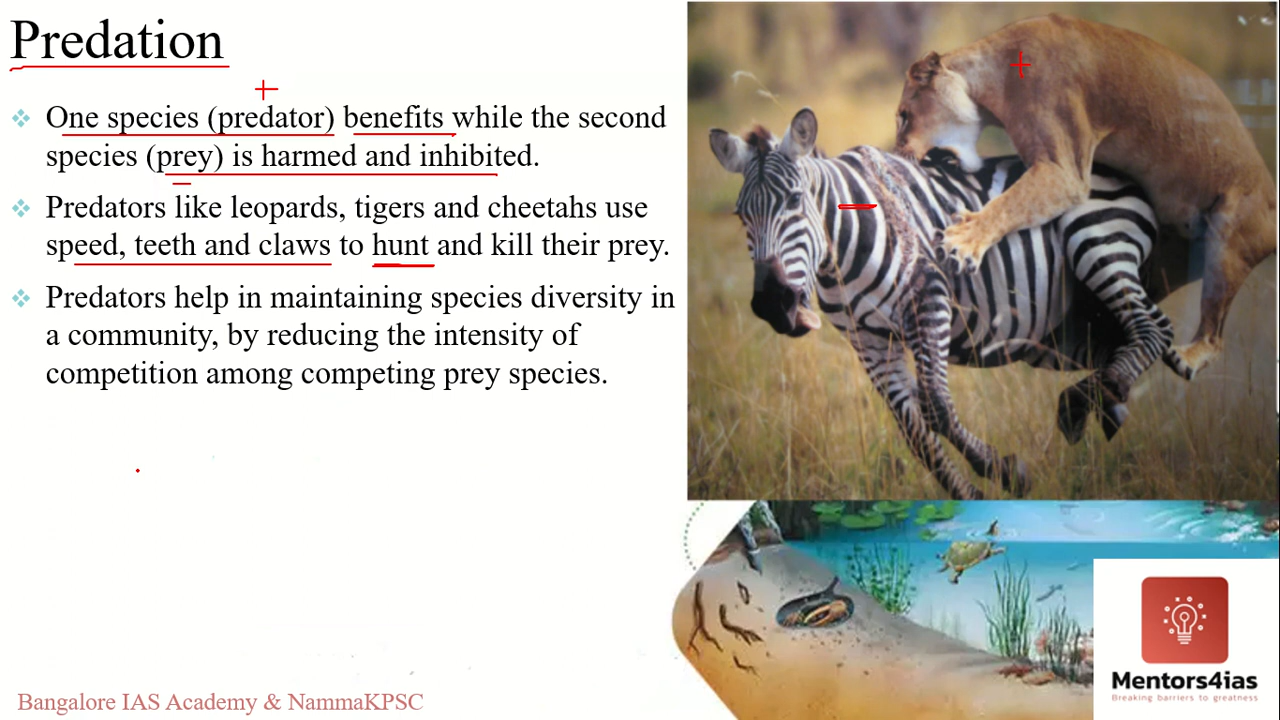 Predation
+
One species (predator) benefits while the second
species (prey) is harmed and inhibited.
Predators like leopards, tigers and cheetahs use
speed, teeth and claws to hunt and kill their prey.
Predators help in maintaining species diversity in
a community, by reducing the intensity of
competition among competing prey species.
+
Bangalore IAS Academy & NammaKPSC
Mentors4ias
Breaking barriers to greatness